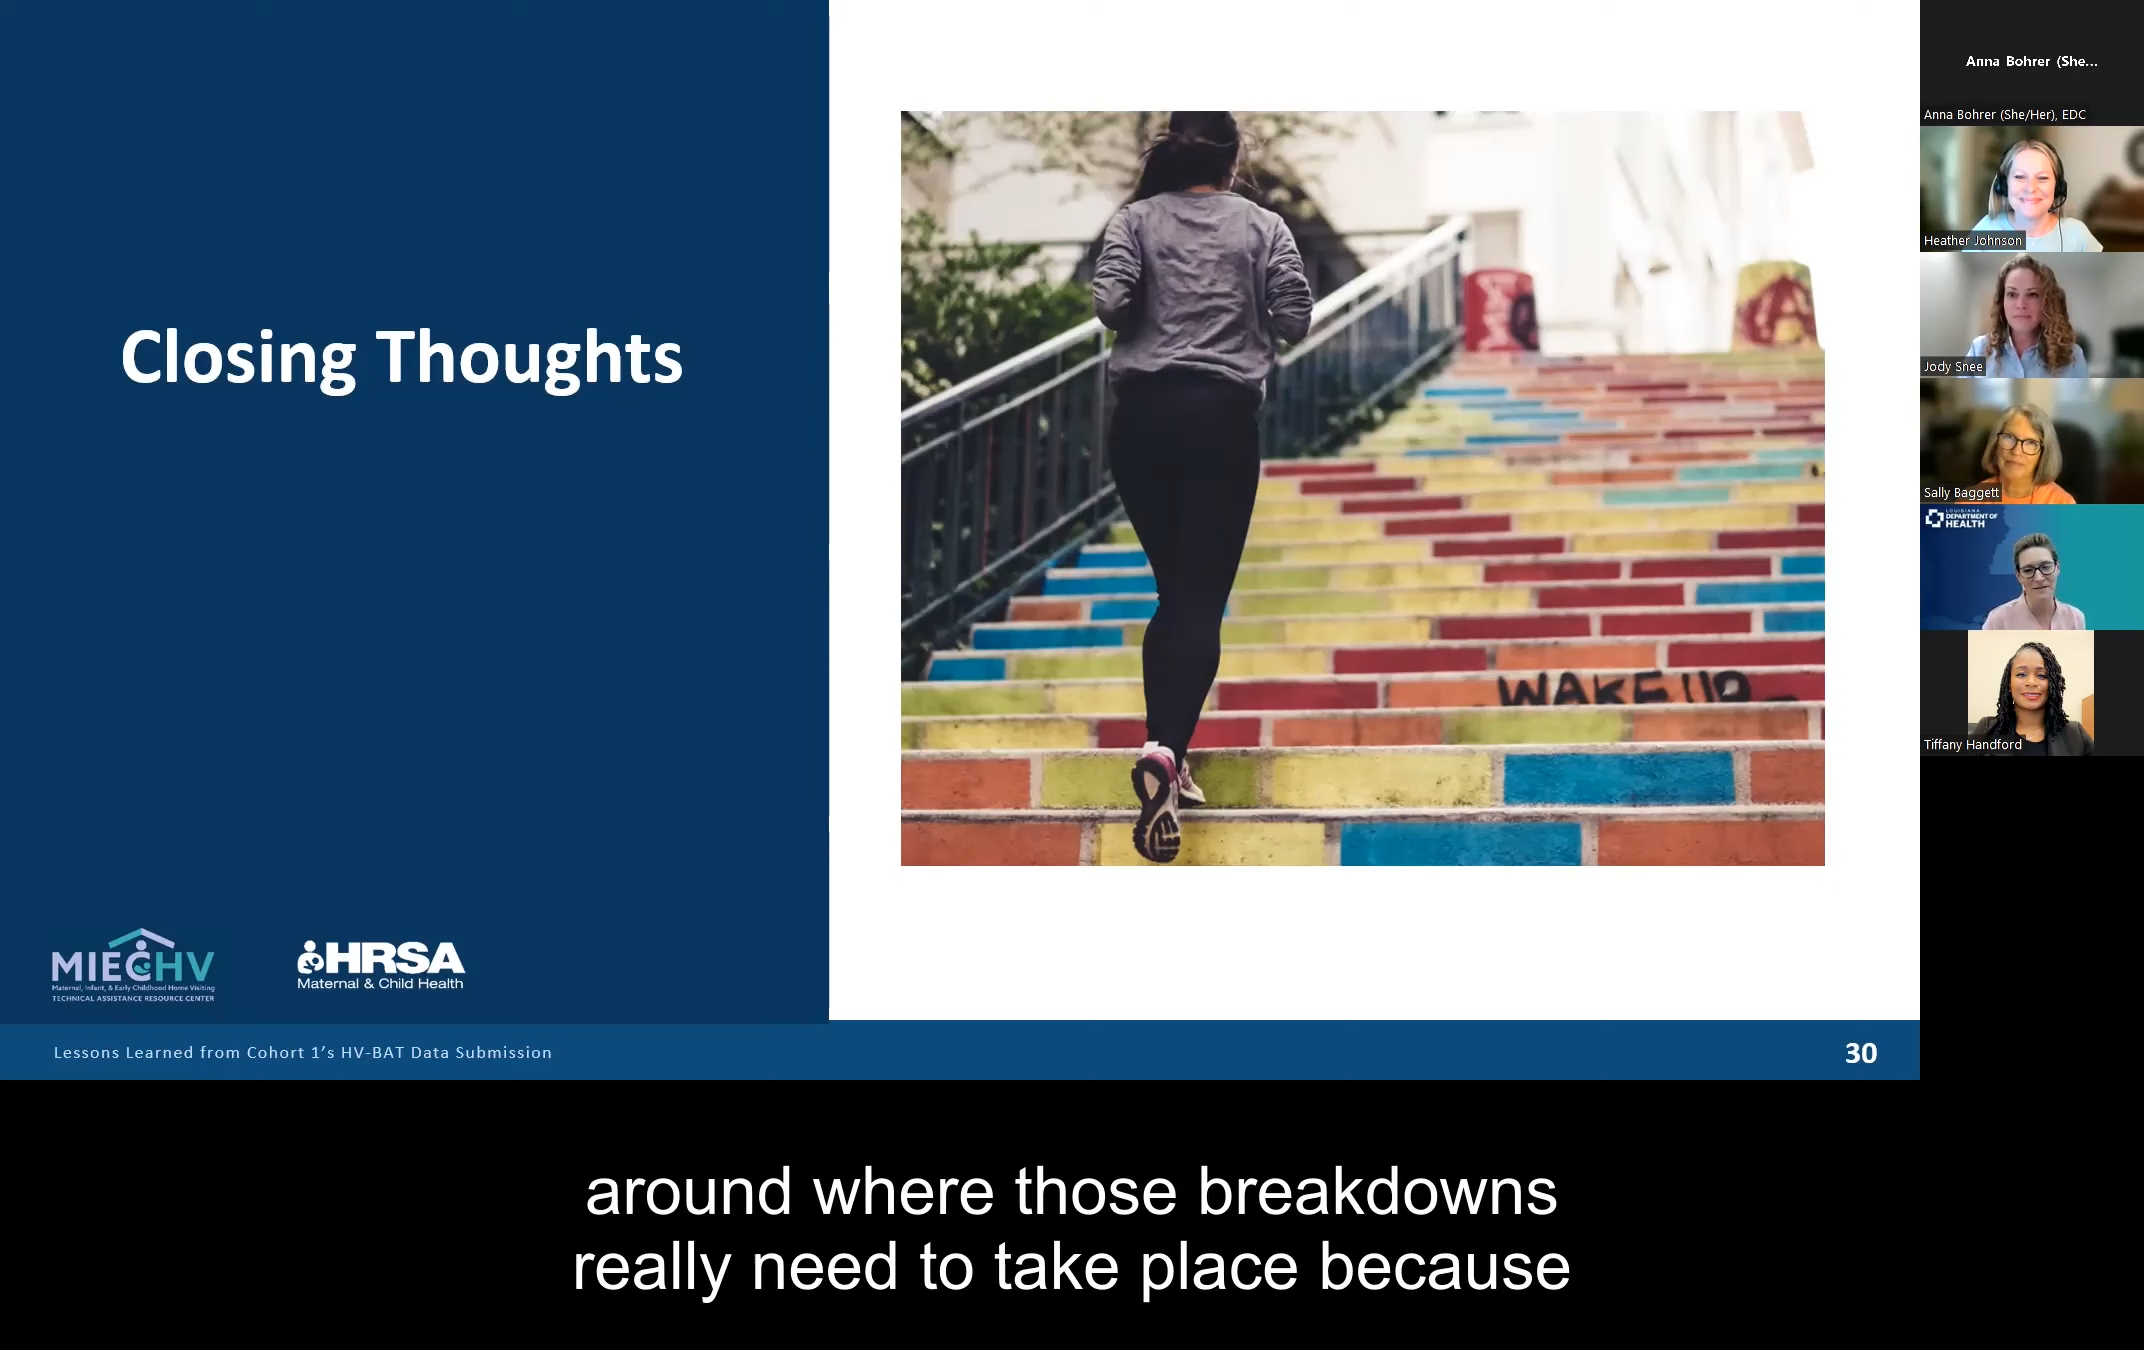 Closing Thoughts
WAKE UP
MIECHV
Maternal, Infant, & Early Childhood Home Visiting
TECHNICAL ASSISTANCE RESOURCE CENTER
HRSA
Maternal & Child Health
Lessons Learned from Cohort 1's HV-BAT Data Submission
30
Anna Bohrer (She...
Anna Bohrer (She/Her), EDC
Heather Johnson
Jody Snee
Sally Baggett
LOUISIANA
DEPARTMENT OF
HEALTH
Tiffany Handford
around where those breakdowns
really need to take place because